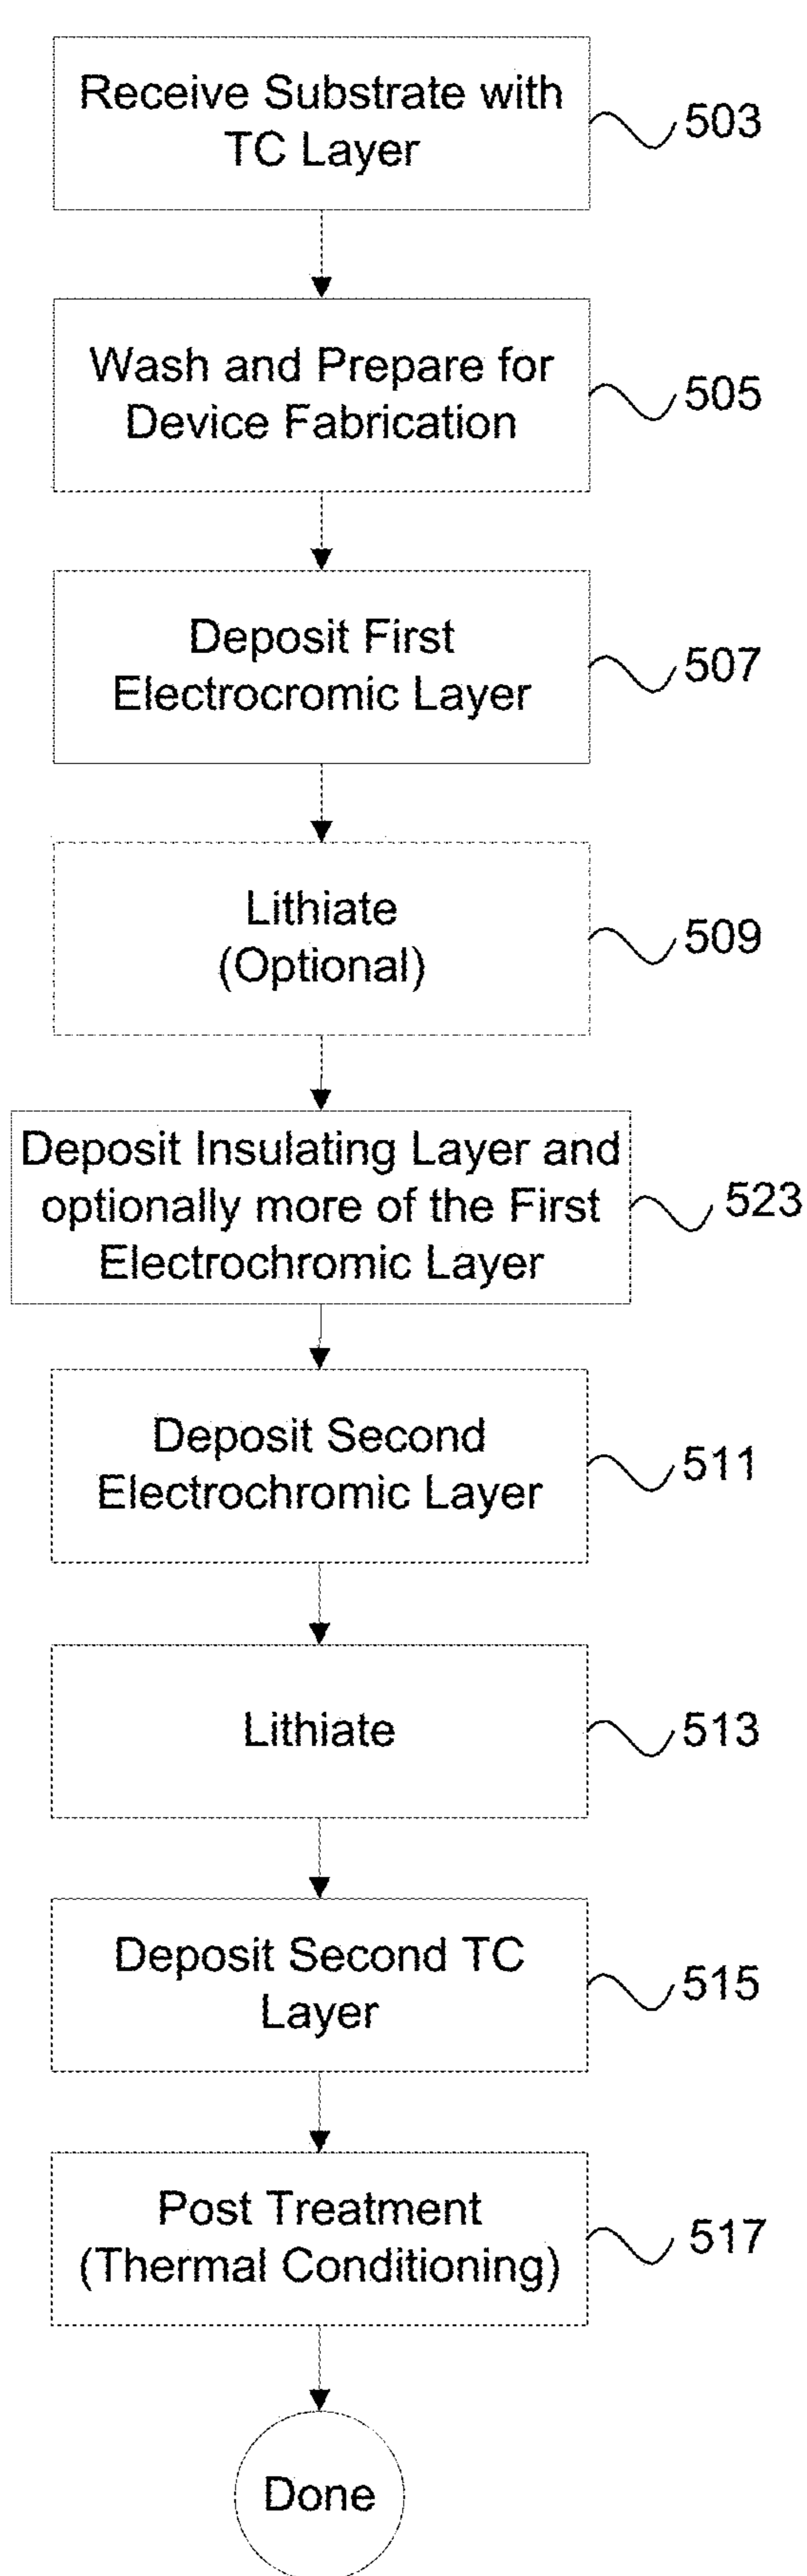 Receive Substrate with
TC Layer
503
Wash and Prepare for
Device Fabrication
505
Deposit First
Electrocromic Layer
507
Lithiate
(Optional)
509
Deposit Insulating Layer and
optionally more of the First
Electrochromic Layer
523
Deposit Second
Electrochromic Layer
511
Lithiate
513
Deposit Second TC
Layer
515
Post Treatment
(Thermal Conditioning)
517
Done